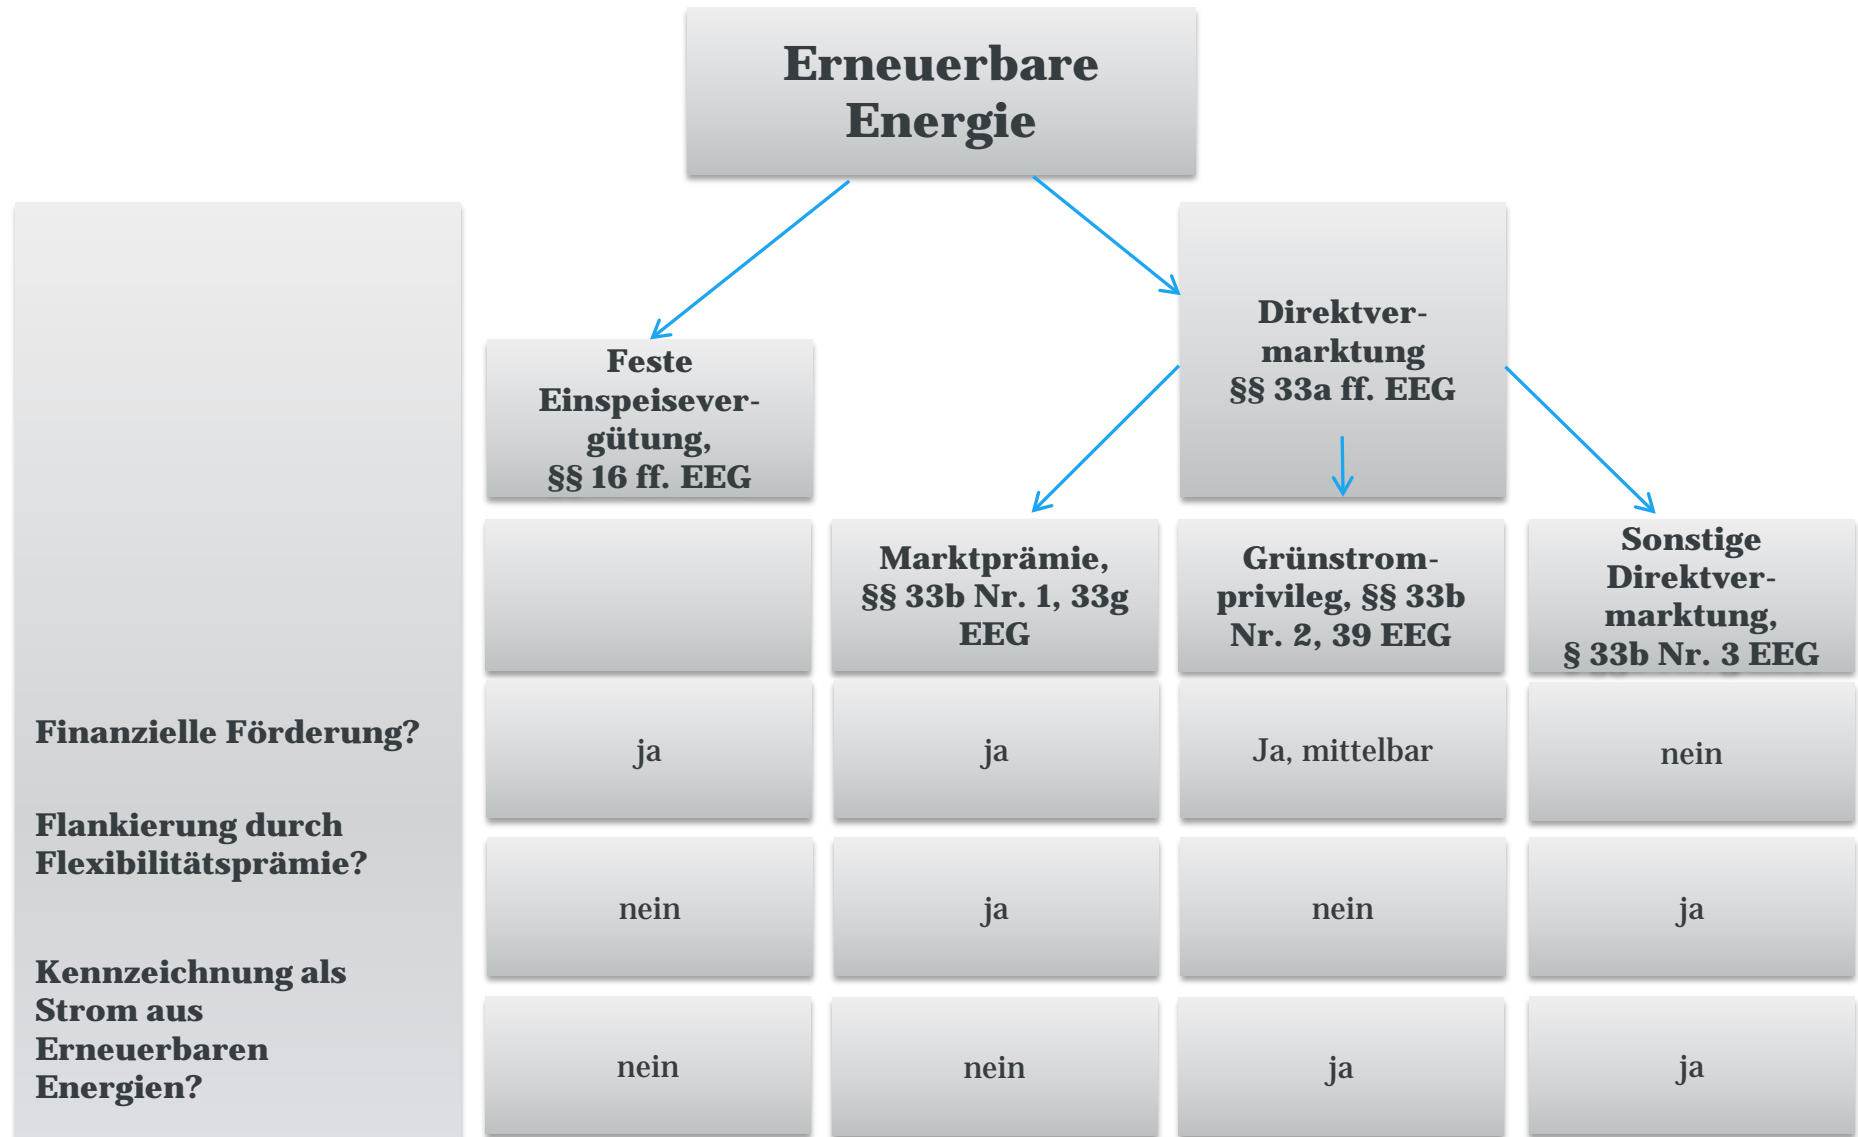 Erneuerbare
Energie
Direktver-
marktung
§§ 33a ff. EEG
Feste
Einspeisever-
gütung,
§§ 16 ff. EEG
Marktprämie,
§§ 33b Nr. 1, 33g
EEG
Grünstrom-
privileg, §§ 33b
Nr. 2, 39 EEG
Sonstige
Direktver-
marktung,
§ 33b Nr. 3 EEG
Finanzielle Förderung?
ja
ja
Ja, mittelbar
nein
Flankierung durch
Flexibilitätsprämie?
nein
ja
nein
ja
Kennzeichnung als
Strom aus
Erneuerbaren
Energien?
nein
nein
ja
ja